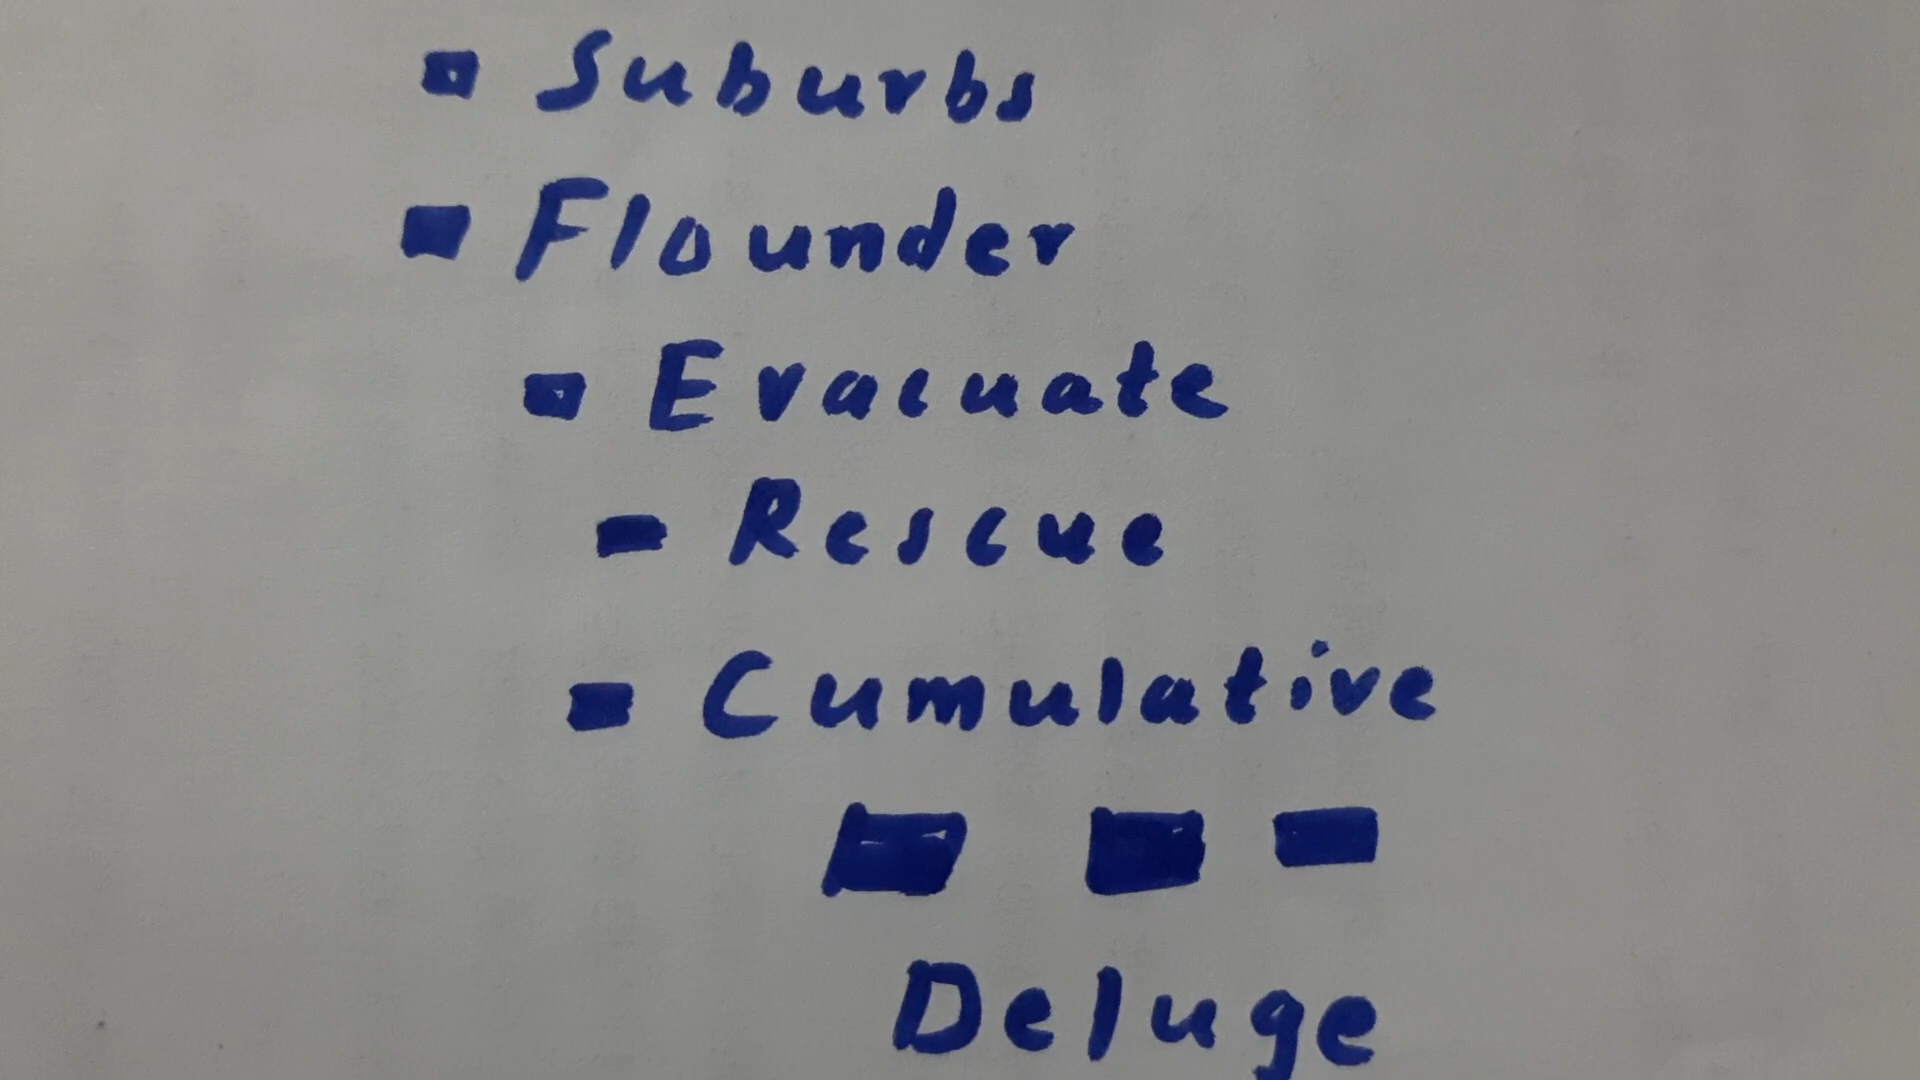 Suburbs
Flounder
Evacuate
Rescue
Cumulative
Deluge